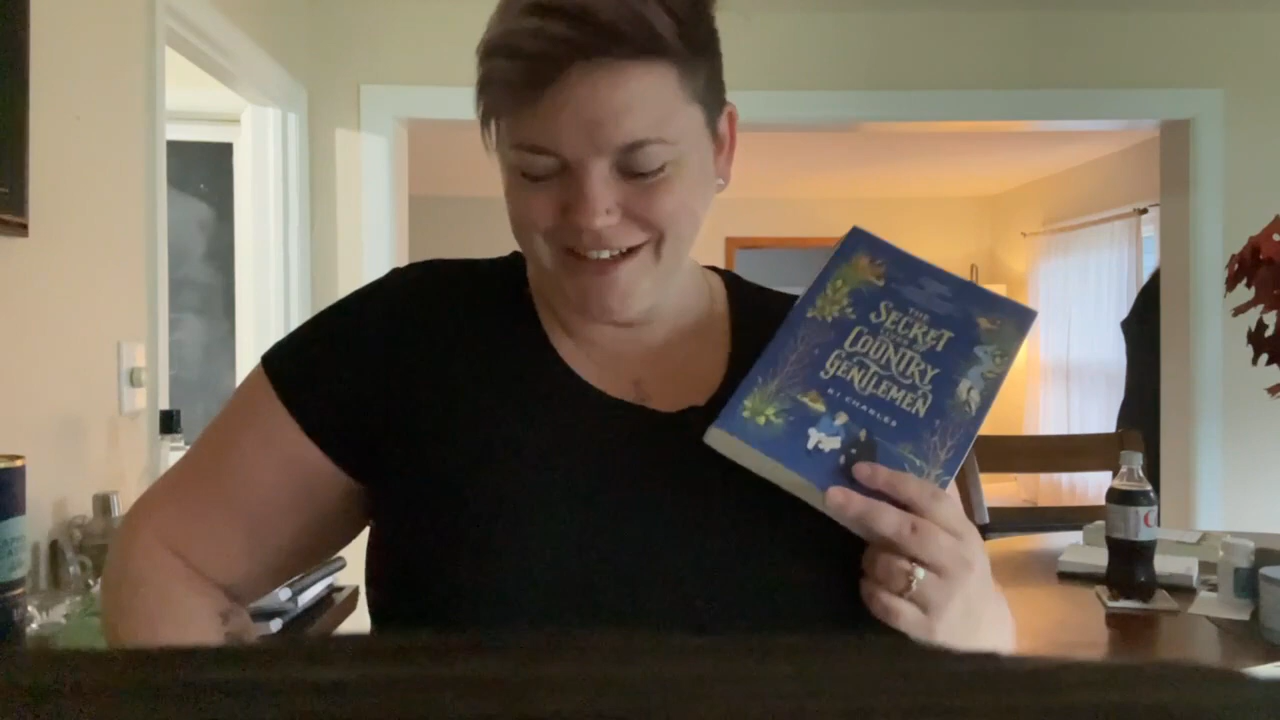 THE
SECRET
LIVES OF
COUNTRY
GENTLEMEN
KJ CHARLES